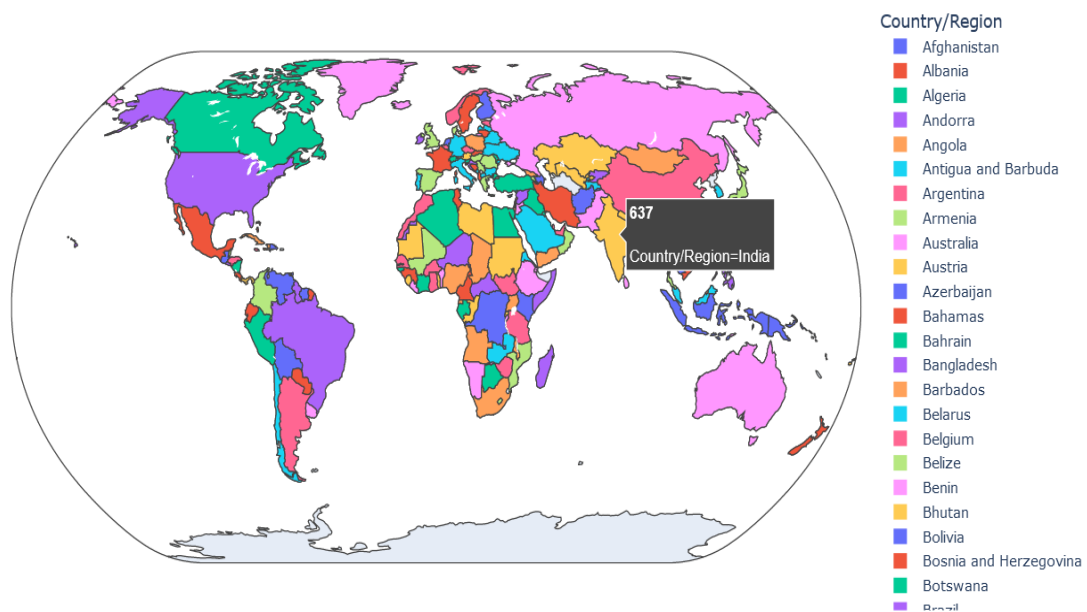 Country/Region
Afghanistan
Albania
Algeria
Andorra
Angola
Antigua and Barbuda
Argentina
Armenia
Australia
Austria
Azerbaijan
Bahamas
Bahrain
Bangladesh
Barbados
Belarus
Belgium
Belize
Benin
Bhutan
Bolivia
Bosnia and Herzegovina
Botswana
Brazil
637
Country/Region=India